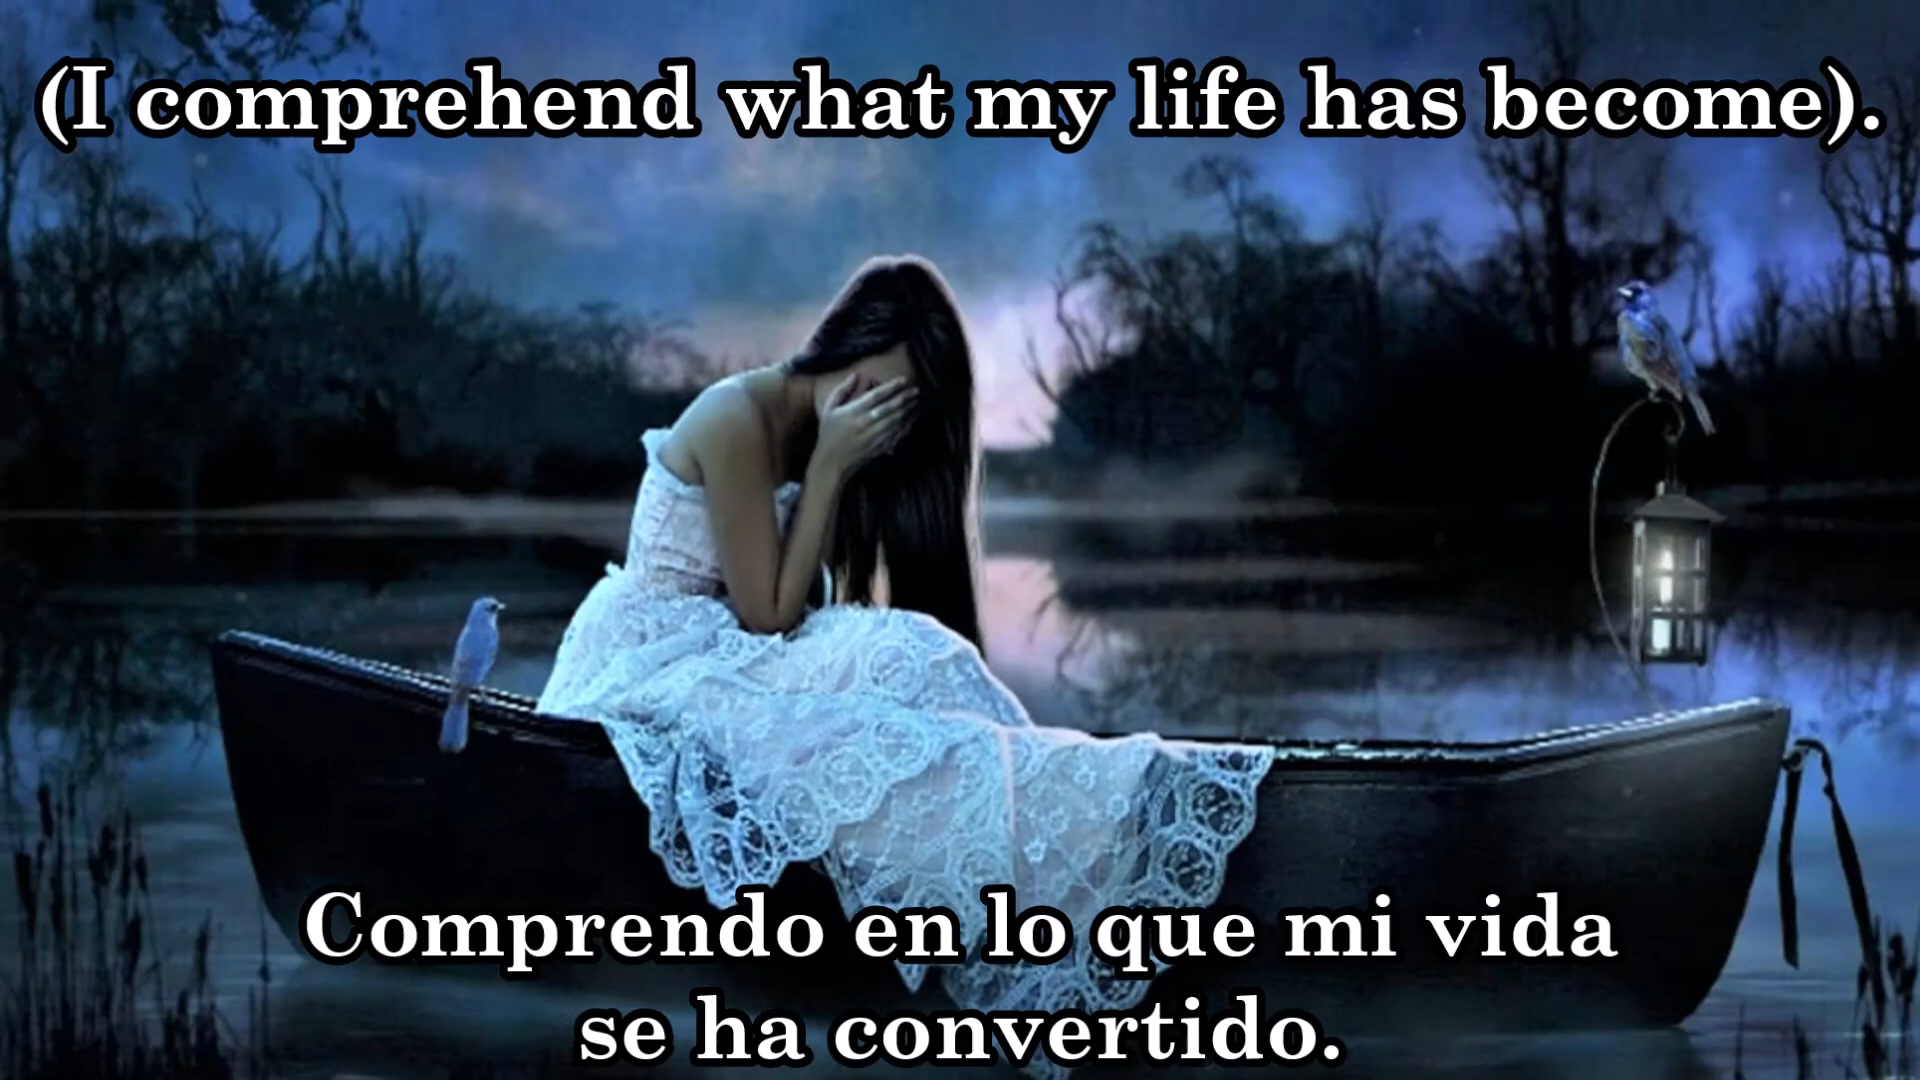 (I comprehend what my life has become).
Comprendo en lo que mi vida
se ha convertido.